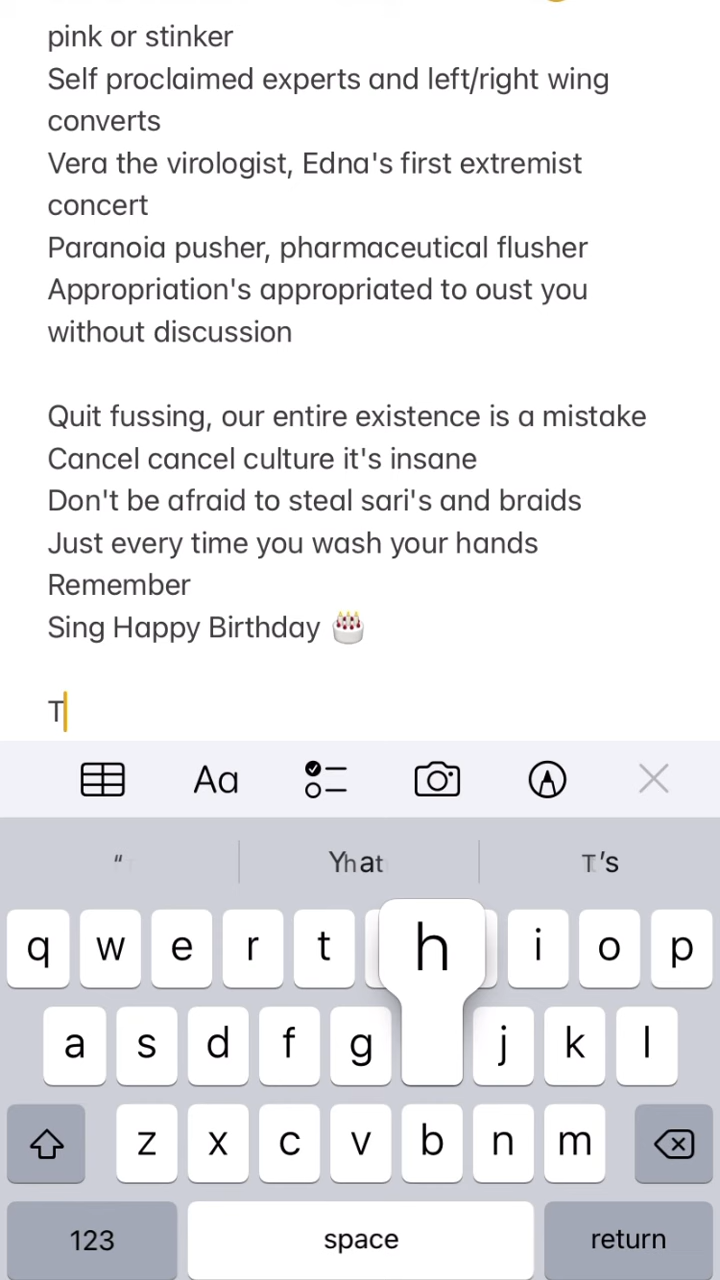 pink or stinker
Self proclaimed experts and left/right wing
converts
Vera the virologist, Edna's first extremist
concert
Paranoia pusher, pharmaceutical flusher
Appropriation's appropriated to oust you
without discussion
Quit fussing, our entire existence is a mistake
Cancel cancel culture it's insane
Don't be afraid to steal sari's and braids
Just every time you wash your hands
Remember
Sing Happy Birthday 🎂
T
Aa
T's
q w e r t h i o p
a s d f g j k l
z x c v b n m
123 space return